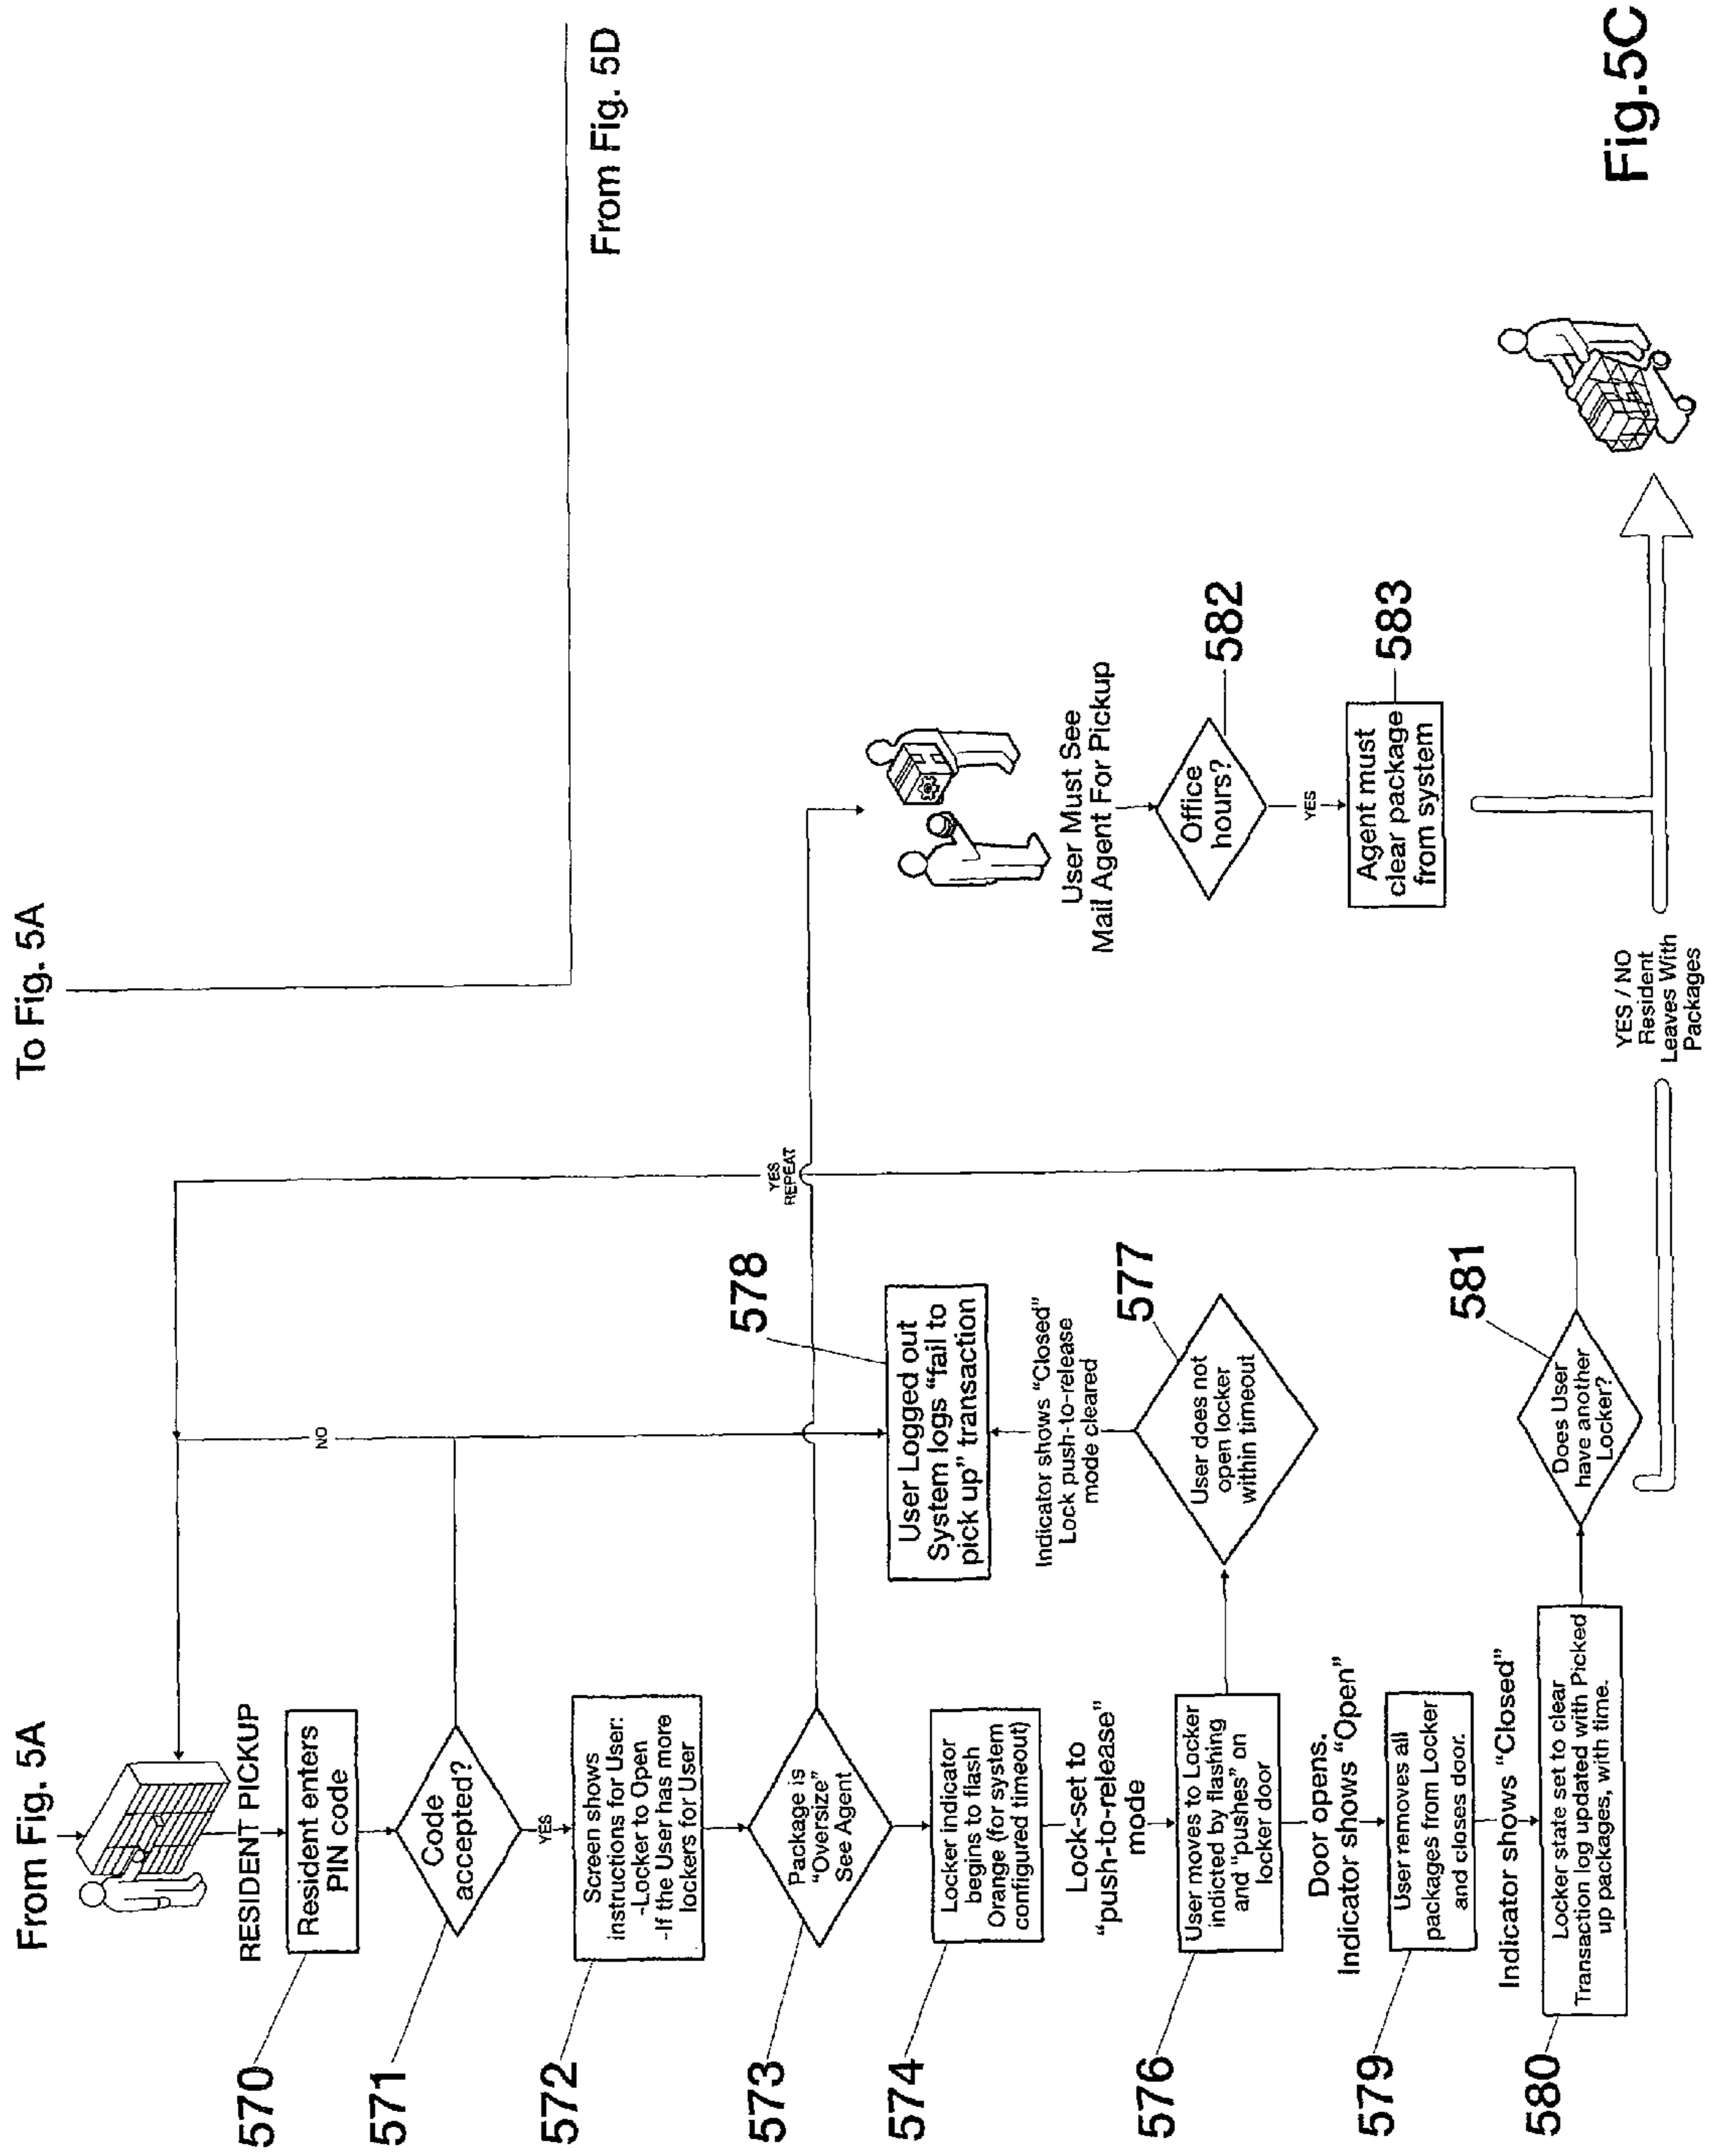 From Fig. 5A
To Fig. 5A
From Fig. 5D
RESIDENT PICKUP
570
Resident enters
PIN code
571
Code
accepted?
NO
YES
572
Screen shows
instructions for User:
-Locker to Open
-If the User has more
lockers for User
573
Package is
"Oversize"
See Agent
YES
REPEAT
574
Locker indicator
begins to flash
Orange (for system
configured timeout)
578
User Logged out
System logs "fail to
pick up" transaction
Indicator shows "Closed"
Lock push-to-release
mode cleared
Lock-set to
"push-to-release"
mode
576
User moves to Locker
indicted by flashing
and "pushes" on
locker door
577
User does not
open locker
within timeout
Door opens.
Indicator shows "Open"
579
User removes all
packages from Locker
and closes door.
Indicator shows "Closed"
580
Locker state set to clear
Transaction log updated with Picked
up packages, with time.
581
Does User
have another
Locker?
User Must See
Mail Agent For Pickup
582
Office
hours?
YES
583
Agent must
clear package
from system
YES / NO
Resident
Leaves With
Packages
Fig.5C